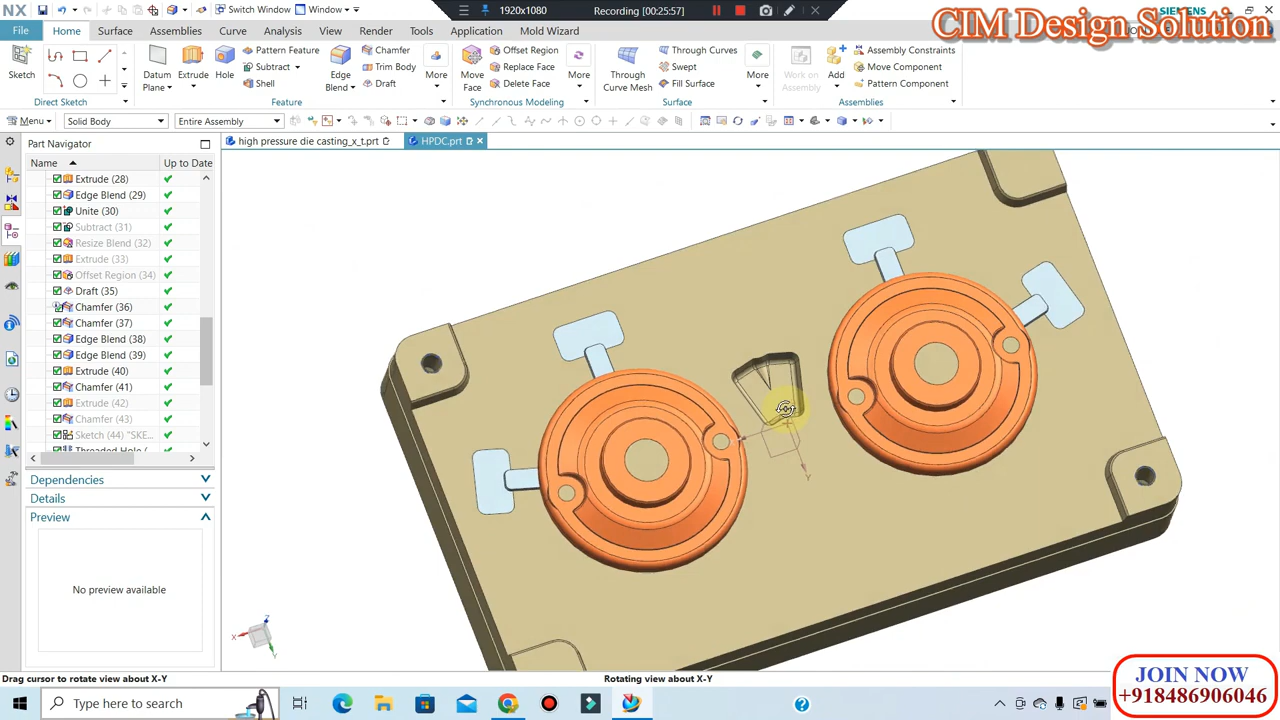 NX
Switch Window
Window
1920x1080
Recording [00:25:57]
SIEMENS
CIM Design Solution
File
Home
Surface
Assemblies
Curve
Analysis
View
Render
Tools
Application
Mold Wizard
Sketch
Direct Sketch
Datum Plane
Extrude
Hole
Pattern Feature
Subtract
Shell
Edge Blend
Chamfer
Trim Body
Draft
More
Feature
Move Face
Offset Region
Replace Face
Delete Face
More
Synchronous Modeling
Through Curve Mesh
Through Curves
Swept
Fill Surface
More
Surface
Work on Assembly
Add
Assembly Constraints
Move Component
Pattern Component
Assemblies
Menu
Solid Body
Entire Assembly
Part Navigator
high pressure die casting_x_t.prt
HPDC.prt
Name
Up to Date
Extrude (28)
Edge Blend (29)
Unite (30)
Subtract (31)
Resize Blend (32)
Extrude (33)
Offset Region (34)
Draft (35)
Chamfer (36)
Chamfer (37)
Edge Blend (38)
Edge Blend (39)
Extrude (40)
Chamfer (41)
Extrude (42)
Chamfer (43)
Sketch (44) "SKE...
Dependencies
Details
Preview
No preview available
X
Z
Y
Y
Drag cursor to rotate view about X-Y
Rotating view about X-Y
Type here to search
JOIN NOW
+918486906046